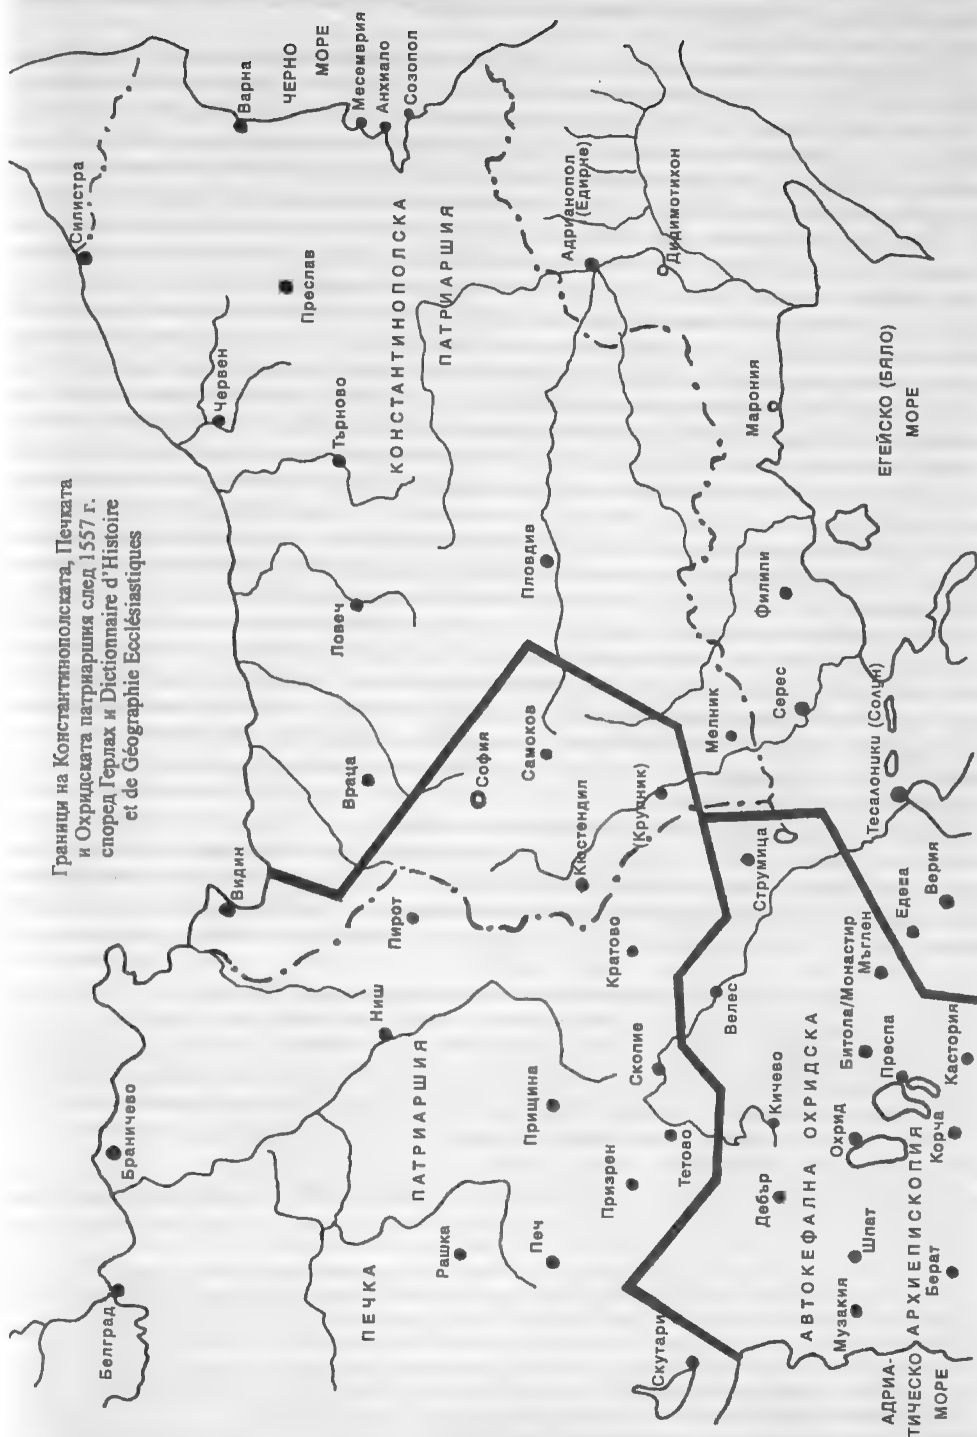 Граници на Константинополската, Печката
и Охридската патриаршия след 1557 г.
според Герлах и Dictionnaire d'Histoire
et de Géographie Ecclésiastiques
Силистра
Варна
ЧЕРНО
МОРЕ
Месемврия
Анхиало
Созопол
Преслав
Червен
Търново
КОНСТАНТИНОПОЛСКА
ПАТРИАРШИЯ
Адрианопол
(Едирне)
Дидимотихон
Ловеч
Пловдив
Марония
ЕГЕЙСКО (БЯЛО)
МОРЕ
Видин
Враца
София
Самоков
Мелник
Филипи
Серес
Пирот
Кюстендил
(Крупник)
Струмица
Тесалоники (Солун)
Ниш
Кратово
Велес
Битола/Монастир
Мъглен
Едеса
Верия
Браничево
ПЕЧКА
ПАТРИАРШИЯ
Прищина
Скопие
Кичево
Преспа
Кастория
Белград
Рашка
Печ
Призрен
Тетово
Дебър
Охрид
Корча
АВТОКЕФАЛНА ОХРИДСКА
АРХИЕПИСКОПИЯ
Шпат
Скутари
Музакия
Берат
АДРИА-
ТИЧЕСКО
МОРЕ